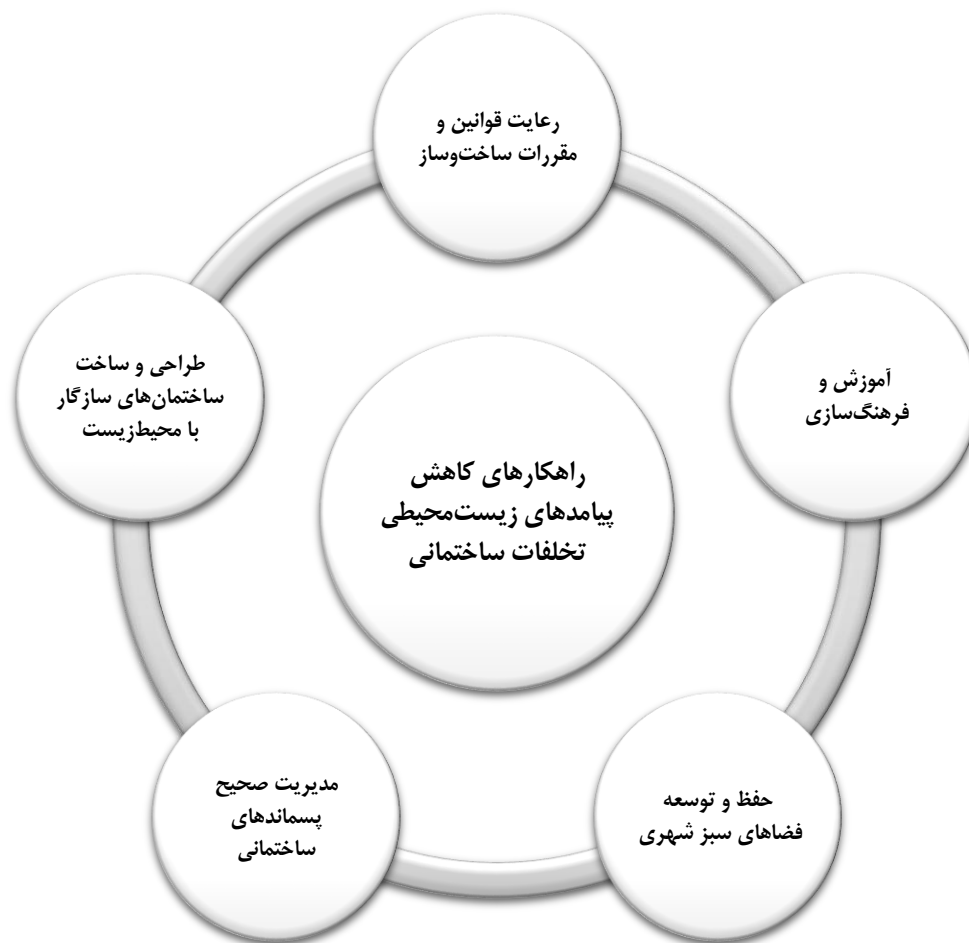 رعایت قوانین و
مقررات ساخت‌وساز
آموزش و
فرهنگ‌سازی
حفظ و توسعه
فضاهای سبز شهری
مدیریت صحیح
پسماندهای
ساختمانی
طراحی و ساخت
ساختمان‌های سازگار
با محیط‌زیست
راهکارهای کاهش
پیامدهای زیست‌محیطی
تخلفات ساختمانی